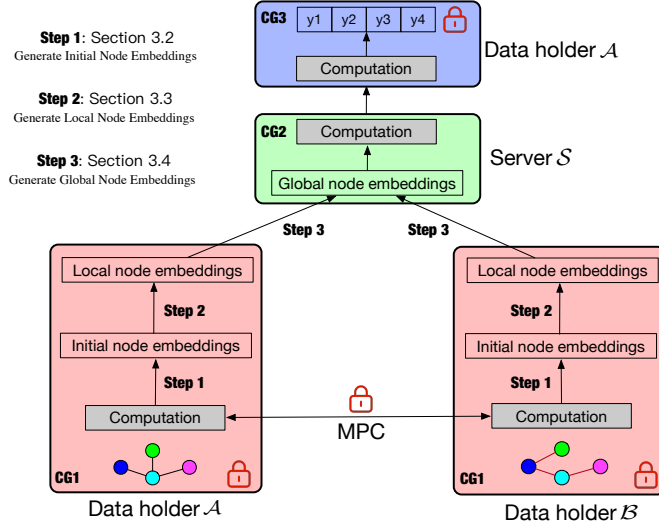 Step 1: Section 3.2
Generate Initial Node Embeddings
Step 2: Section 3.3
Generate Local Node Embeddings
Step 3: Section 3.4
Generate Global Node Embeddings
CG3
y1 y2 y3 y4
Computation
Data holder A
CG2
Computation
Global node embeddings
Server S
Step 3
Step 3
Local node embeddings
Step 2
Initial node embeddings
Step 1
Computation
CG1
Data holder A
MPC
Local node embeddings
Step 2
Initial node embeddings
Step 1
Computation
CG1
Data holder B